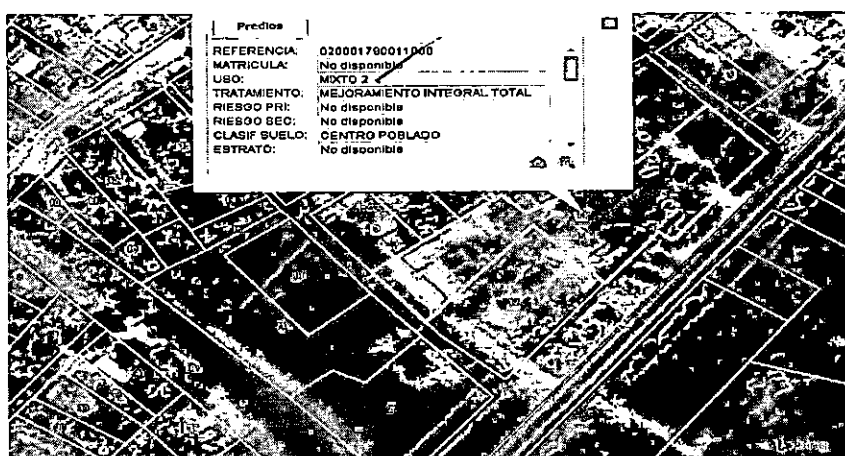 Predios
REFERENCIA: 020001780011000
MATRICULA: No disponible
USO: MIXTO 2
TRATAMIENTO: MEJORAMIENTO INTEGRAL TOTAL
RIESGO PRI: No disponible
RIESGO SEC: No disponible
CLASIF SUELO: CENTRO POBLADO
ESTRATO: No disponible